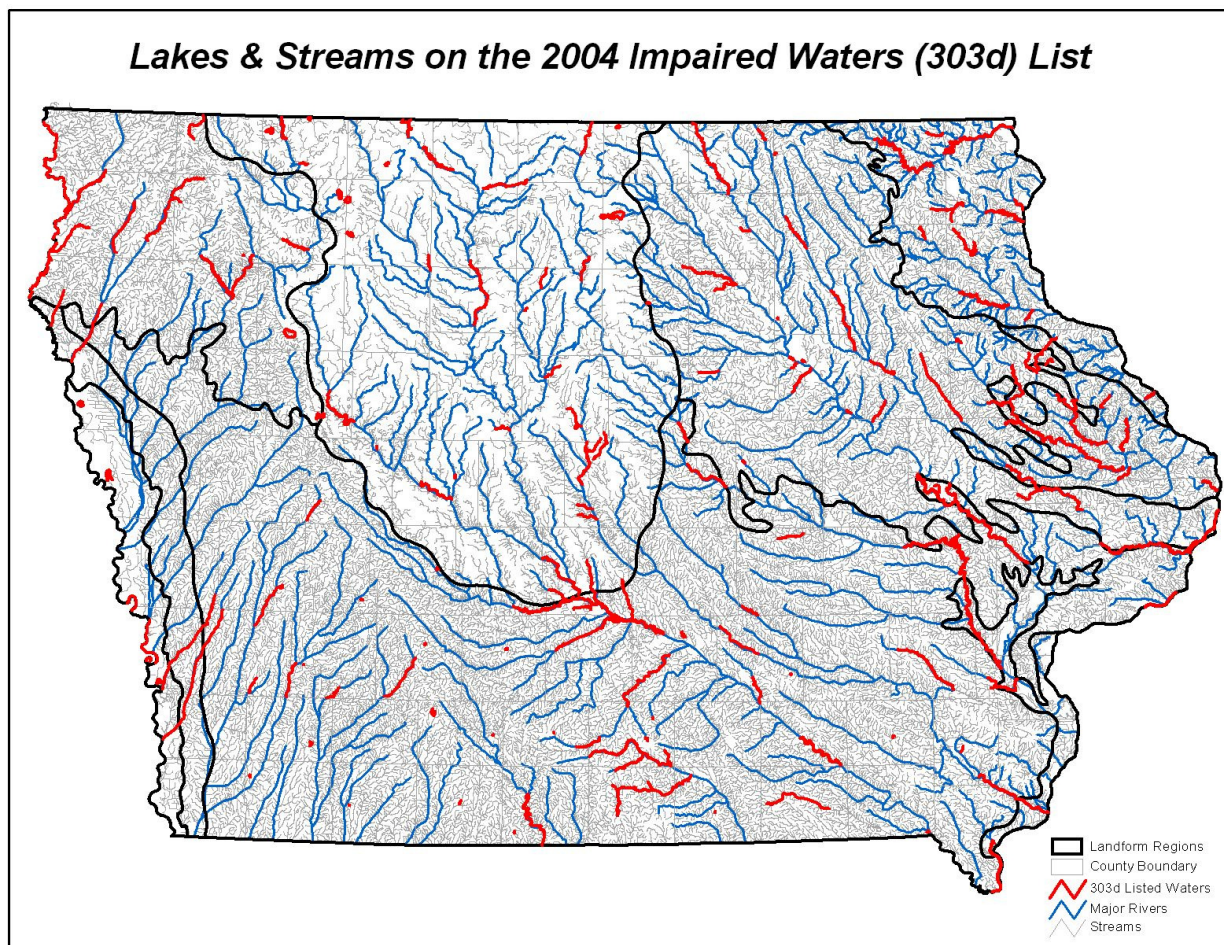 Lakes & Streams on the 2004 Impaired Waters (303d) List
Landform Regions
County Boundary
303d Listed Waters
Major Rivers
Streams